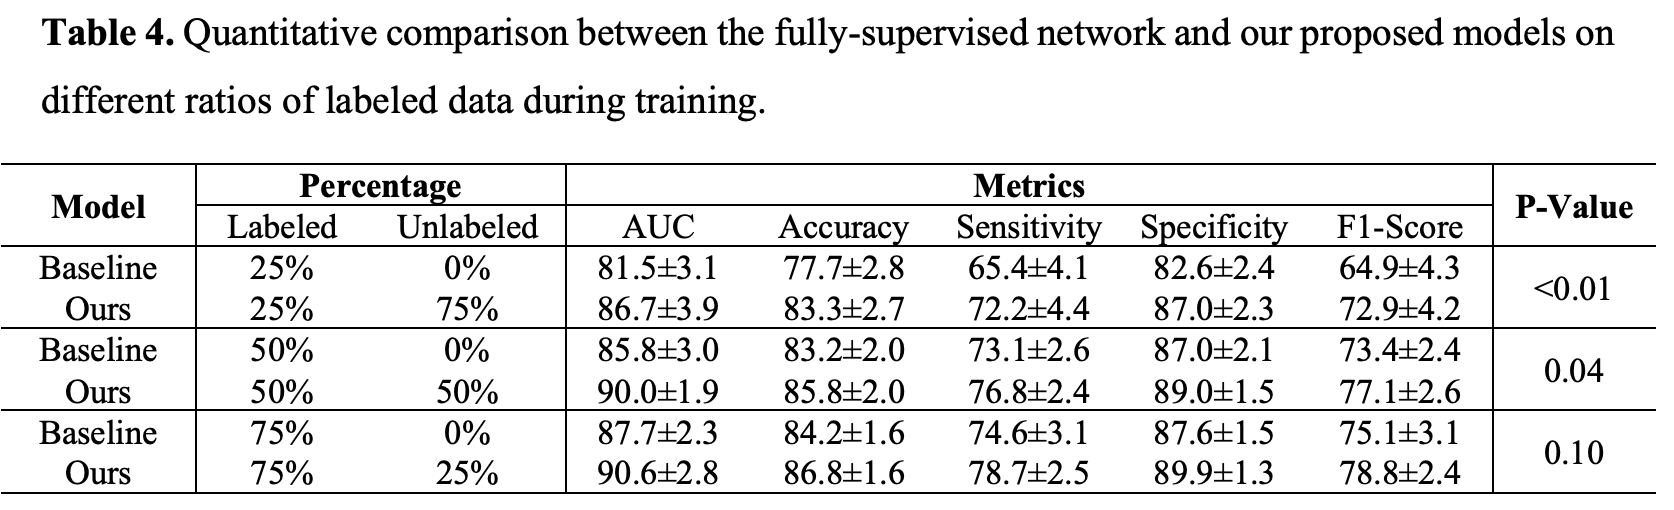 Table 4. Quantitative comparison between the fully-supervised network and our proposed models on
different ratios of labeled data during training.
Model Percentage Metrics P-Value
Labeled Unlabeled AUC Accuracy Sensitivity Specificity F1-Score
Baseline 25% 0% 81.5±3.1 77.7±2.8 65.4±4.1 82.6±2.4 64.9±4.3 <0.01
Ours 25% 75% 86.7±3.9 83.3±2.7 72.2±4.4 87.0±2.3 72.9±4.2
Baseline 50% 0% 85.8±3.0 83.2±2.0 73.1±2.6 87.0±2.1 73.4±2.4 0.04
Ours 50% 50% 90.0±1.9 85.8±2.0 76.8±2.4 89.0±1.5 77.1±2.6
Baseline 75% 0% 87.7±2.3 84.2±1.6 74.6±3.1 87.6±1.5 75.1±3.1 0.10
Ours 75% 25% 90.6±2.8 86.8±1.6 78.7±2.5 89.9±1.3 78.8±2.4